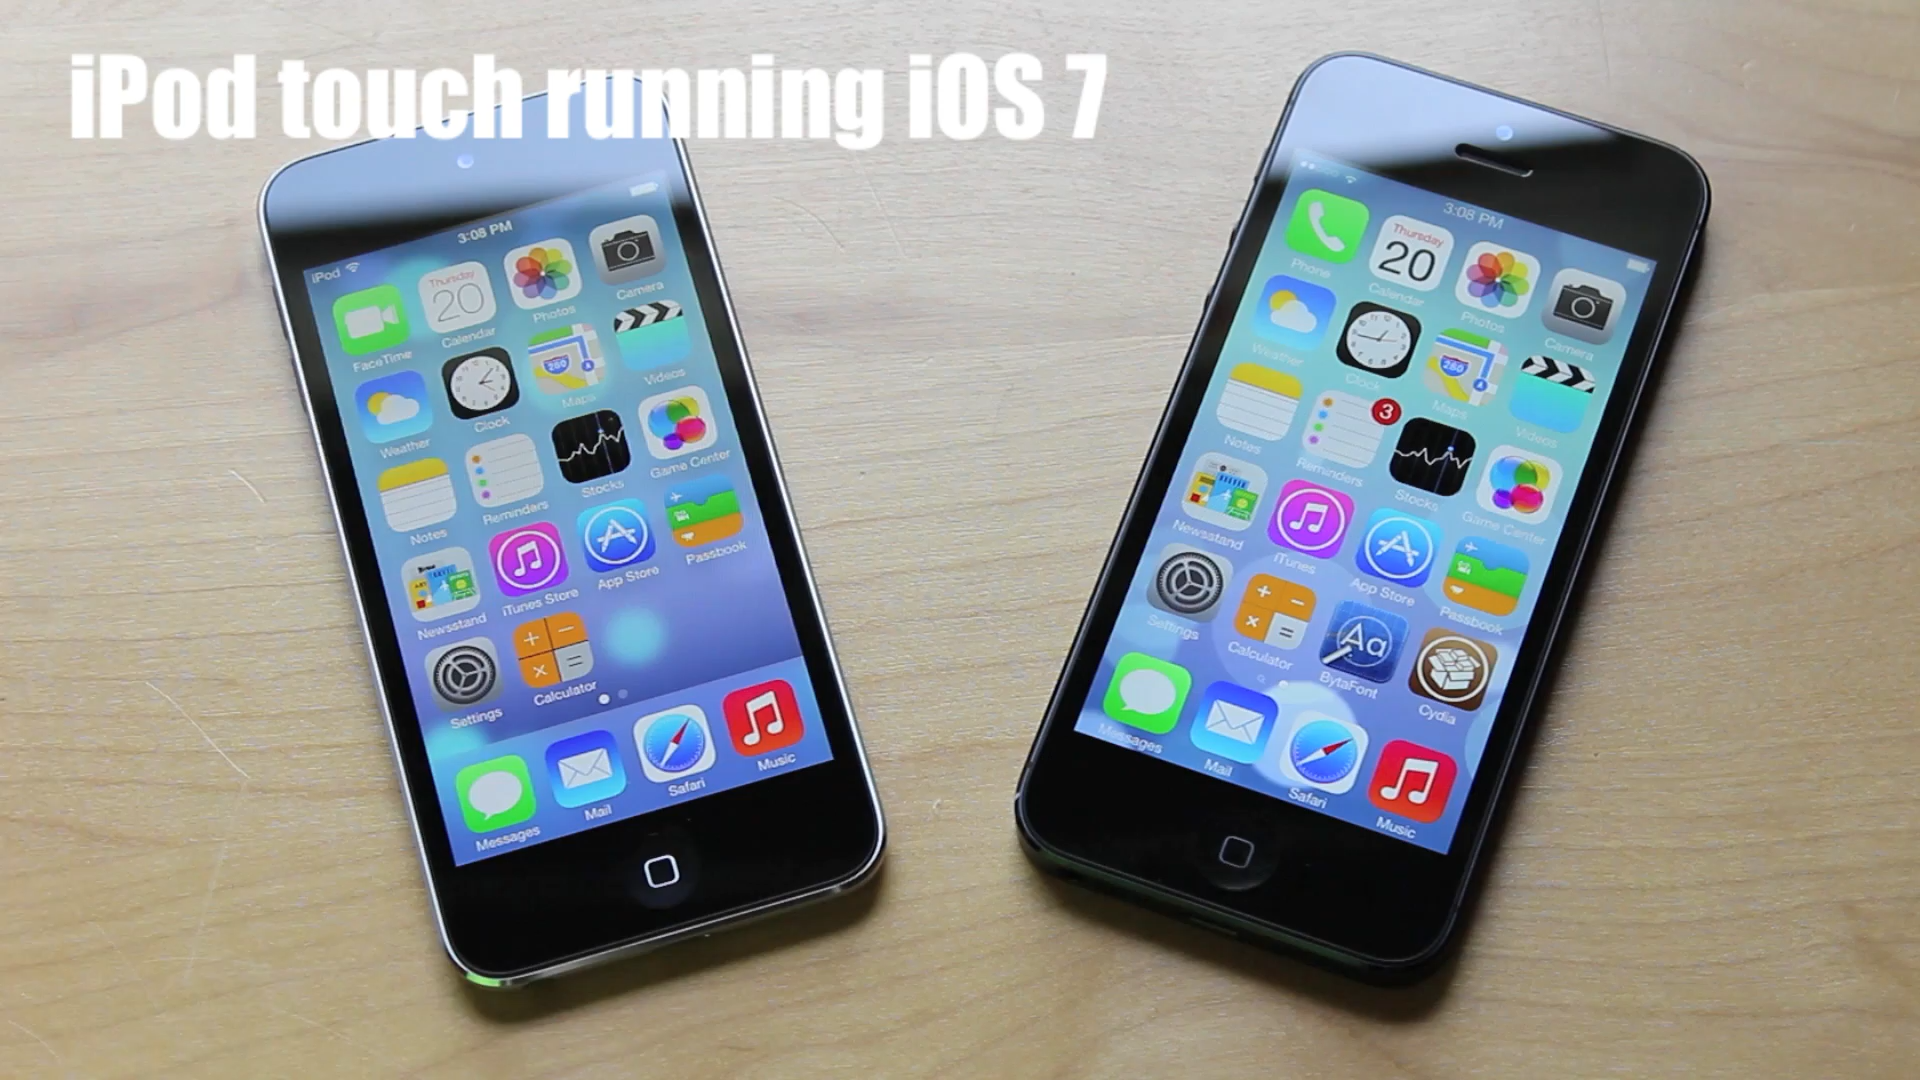 iPod touch running iOS 7
iPod 3:08 PM
FaceTime
Thursday
20
Calendar
Photos
Camera
Weather
Clock
280
Maps
Videos
Notes
Reminders
Stocks
Game Center
Newsstand
iTunes Store
App Store
Passbook
Settings
Calculator
Messages
Mail
Safari
Music
3:08 PM
Phone
Thursday
20
Calendar
Photos
Camera
Weather
Clock
280
Maps
Videos
Notes
3
Reminders
Stocks
Game Center
Newsstand
iTunes
App Store
Passbook
Settings
Calculator
Aa
BytaFont
Cydia
Messages
Mail
Safari
Music